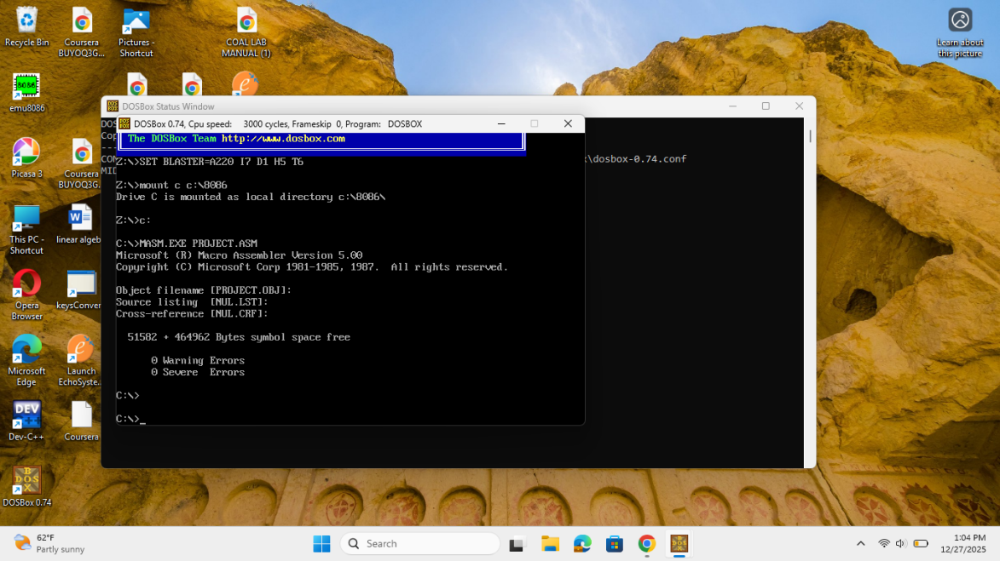 Recycle Bin
Coursera
BUYOQ3G...
Pictures -
Shortcut
COAL LAB
MANUAL (1)
Learn about
this picture
8086
emu8086
DOSBox Status Window
DOSBox 0.74, Cpu speed: 3000 cycles, Frameskip 0, Program: DOSBOX
The DOSBox Team http://www.dosbox.com
Z:\>SET BLASTER=A220 I7 D1 H5 T6
x\dosbox-0.74.conf
Z:\>mount c c:\8086
Drive C is mounted as local directory c:\8086\
Z:\>c:
C:\>MASM.EXE PROJECT.ASM
Microsoft (R) Macro Assembler Version 5.00
Copyright (C) Microsoft Corp 1981-1985, 1987. All rights reserved.
Object filename [PROJECT.OBJ]:
Source listing [NUL.LST]:
Cross-reference [NUL.CRF]:
51582 + 464962 Bytes symbol space free
0 Warning Errors
0 Severe Errors
C:\>
C:\>_
DOS
Cop
---
CON
MID
Picasa 3
Coursera
BUYOQ3G.
This PC -
Shortcut
linear algeb
Opera
Browser
keysConver
Microsoft
Edge
Launch
EchoSyste...
DEV
Dev-C++
Coursera
DOSBox 0.74
62°F
Partly sunny
Search
1:04 PM
12/27/2025